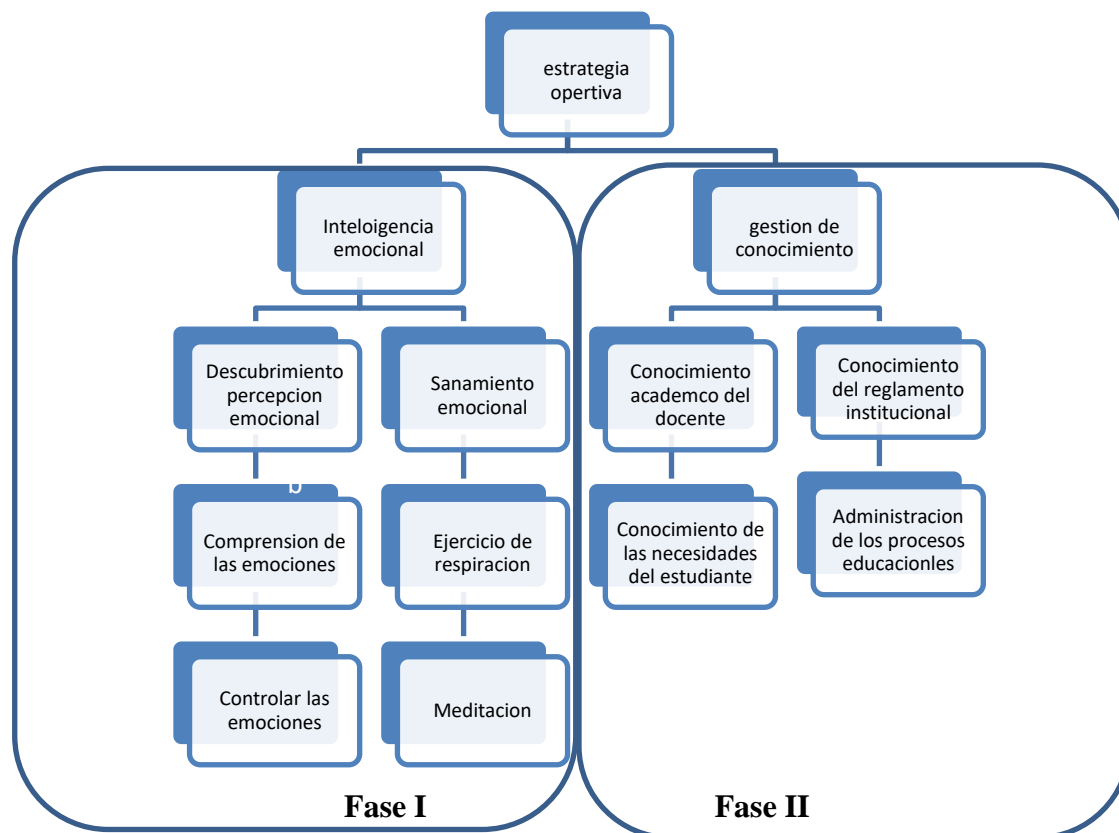 estrategia
opertiva
Inteloigencia
emocional
gestion de
conocimiento
Descubrimiento
percepcion
emocional
Sanamiento
emocional
Conocimiento
academco del
docente
Conocimiento
del reglamento
institucional
b
Comprension de
las emociones
Ejercicio de
respiracion
Conocimiento de
las necesidades
del estudiante
Administracion
de los procesos
educacionles
Controlar las
emociones
Meditacion
Fase I
Fase II